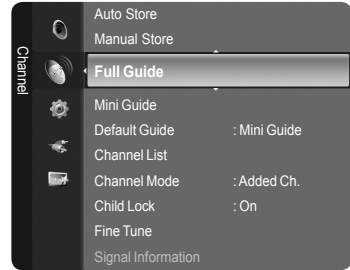 Channel
Auto Store
Manual Store
Full Guide
Mini Guide
Default Guide : Mini Guide
Channel List
Channel Mode : Added Ch.
Child Lock : On
Fine Tune
Signal Information